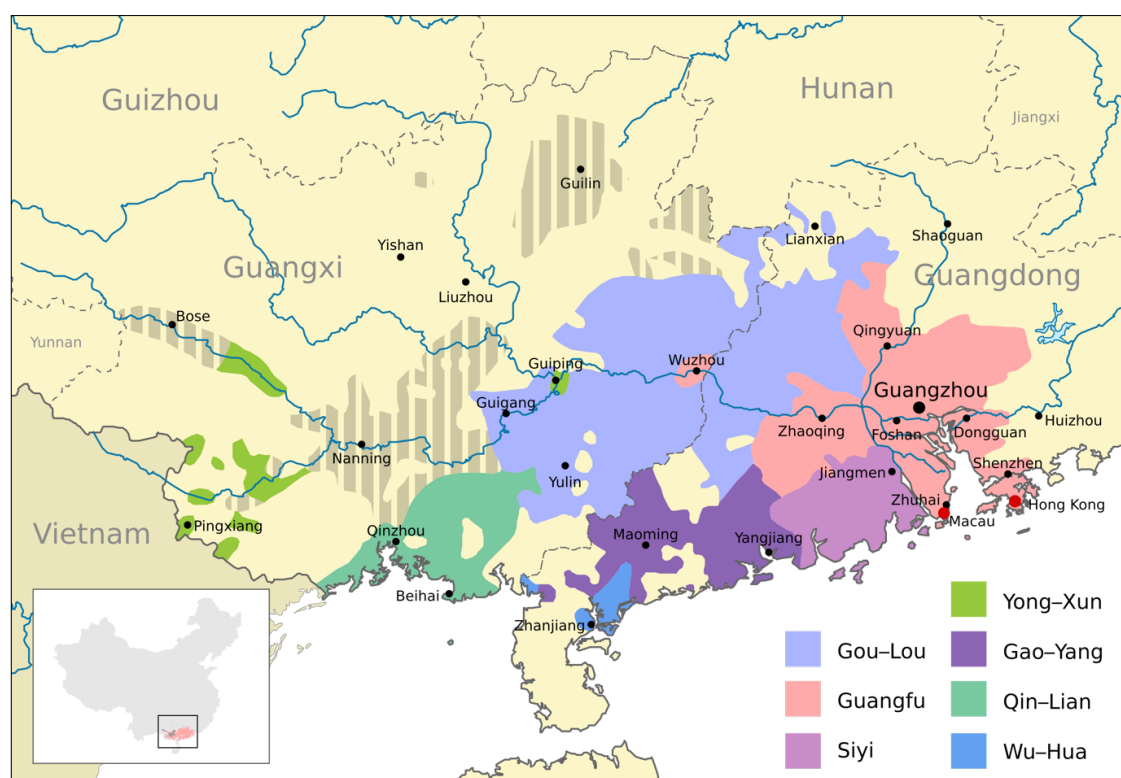 Guizhou
Hunan
Jiangxi
Guilin
Lianxian
Shaoguan
Yishan
Guangxi
Guangdong
Liuzhou
Bose
Yunnan
Qingyuan
Guiping
Wuzhou
Guangzhou
Guigang
Zhaoqing
Foshan
Dongguan
Huizhou
Nanning
Yulin
Jiangmen
Shenzhen
Zhuhai
Hong Kong
Macau
Pingxiang
Vietnam
Qinzhou
Maoming
Yangjiang
Beihai
Zhanjiang
Yong–Xun
Gou–Lou
Gao–Yang
Guangfu
Qin–Lian
Siyi
Wu–Hua